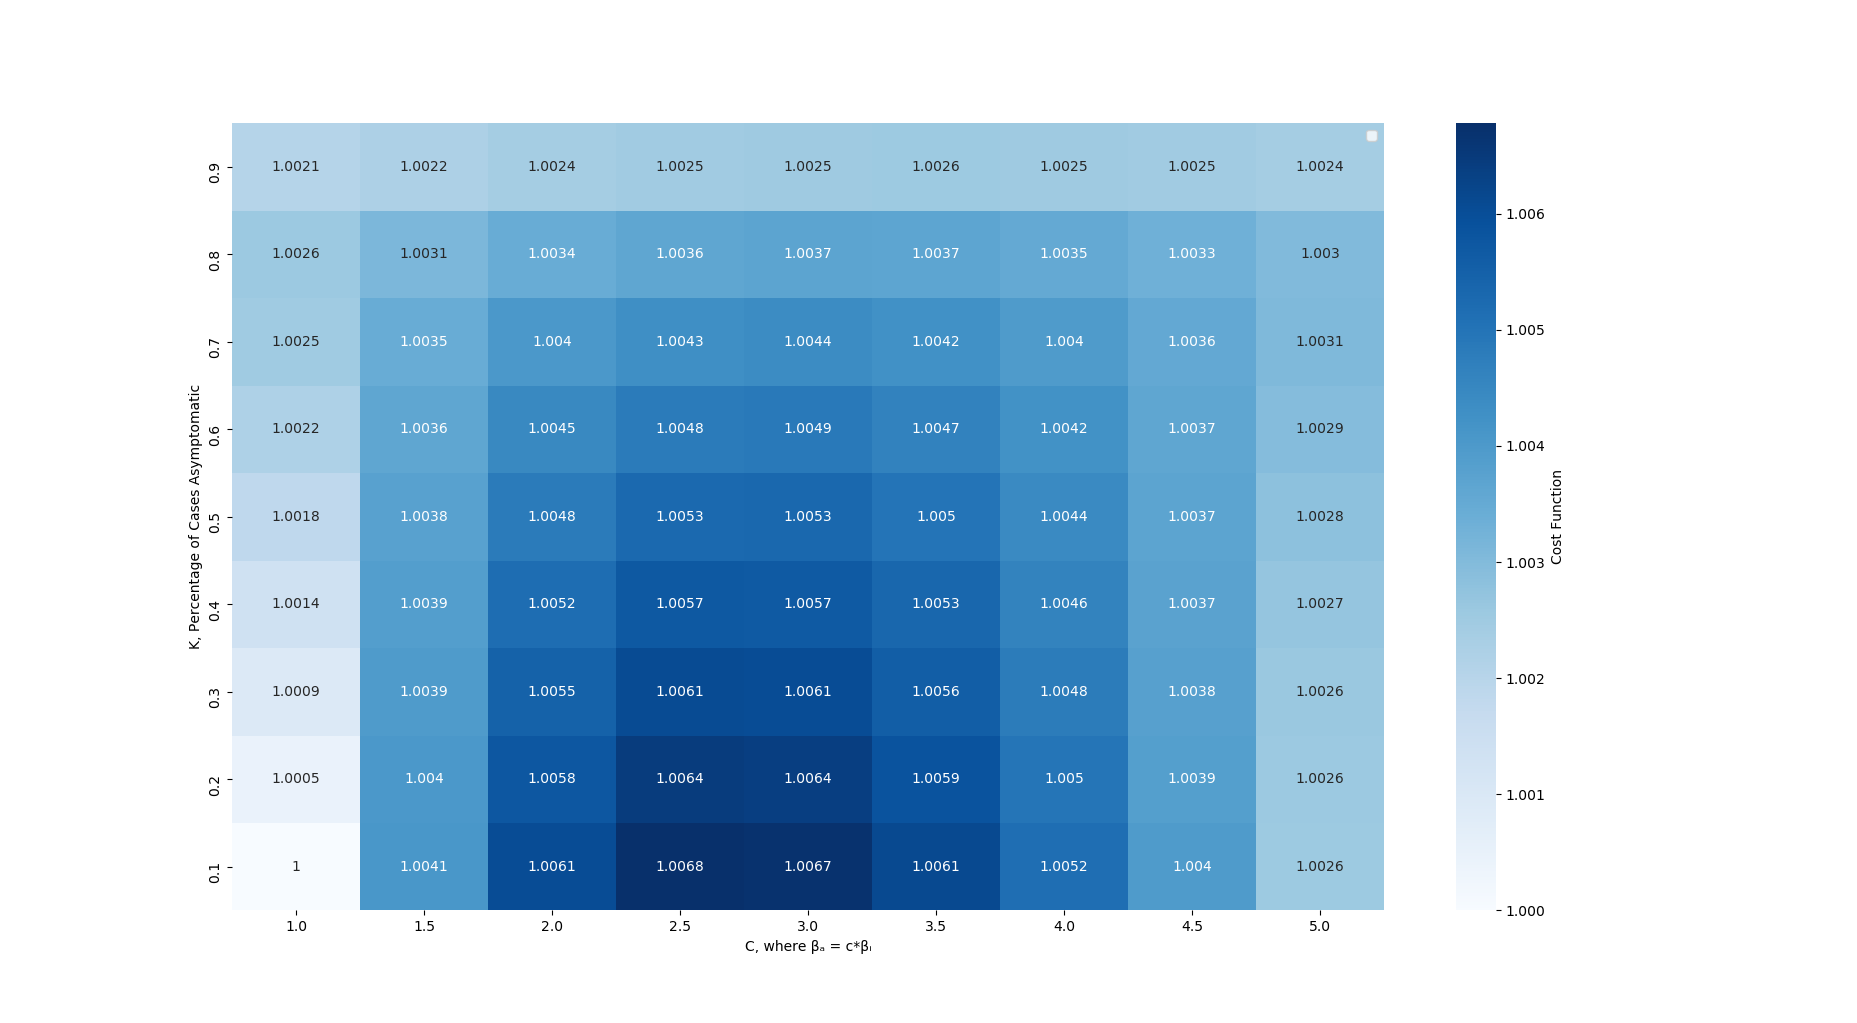 0.9 1.0021 1.0022 1.0024 1.0025 1.0025 1.0026 1.0025 1.0025 1.0024
0.8 1.0026 1.0031 1.0034 1.0036 1.0037 1.0037 1.0035 1.0033 1.003
0.7 1.0025 1.0035 1.004 1.0043 1.0044 1.0042 1.004 1.0036 1.0031
0.6 1.0022 1.0036 1.0045 1.0048 1.0049 1.0047 1.0042 1.0037 1.0029
0.5 1.0018 1.0038 1.0048 1.0053 1.0053 1.005 1.0044 1.0037 1.0028
0.4 1.0014 1.0039 1.0052 1.0057 1.0057 1.0053 1.0046 1.0037 1.0027
0.3 1.0009 1.0039 1.0055 1.0061 1.0061 1.0056 1.0048 1.0038 1.0026
0.2 1.0005 1.004 1.0058 1.0064 1.0064 1.0059 1.005 1.0039 1.0026
0.1 1 1.0041 1.0061 1.0068 1.0067 1.0061 1.0052 1.004 1.0026
1.0 1.5 2.0 2.5 3.0 3.5 4.0 4.5 5.0
C, where βₐ = c*βᵢ
K, Percentage of Cases Asymptomatic
1.006
1.005
1.004
1.003
1.002
1.001
1.000
Cost Function